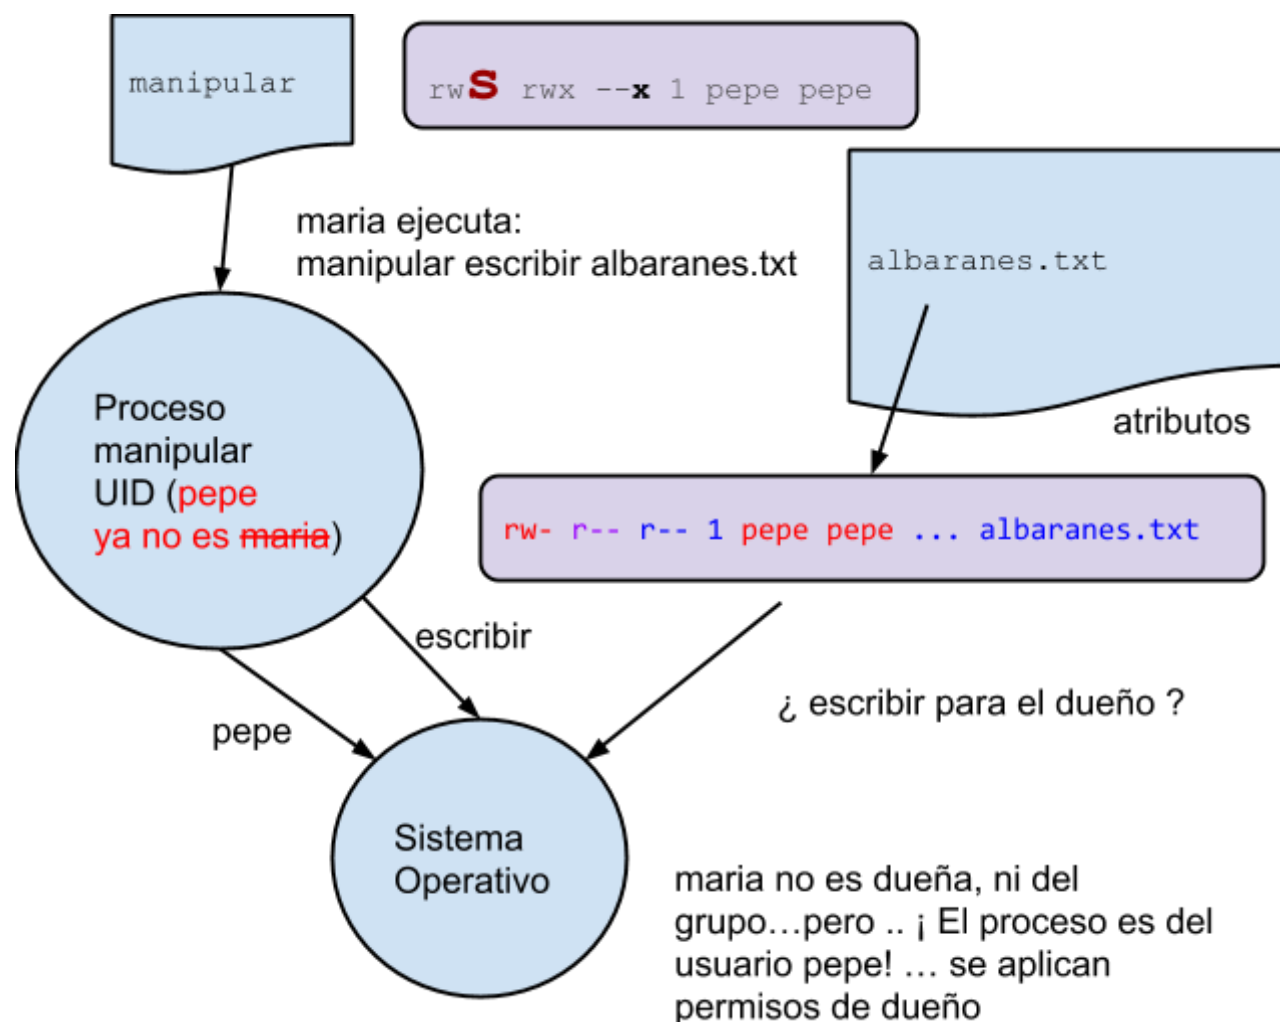 manipular
rwS rwx --x 1 pepe pepe
maria ejecuta:
manipular escribir albaranes.txt
albaranes.txt
atributos
Proceso
manipular
UID (pepe
ya no es maria)
rw- r-- r-- 1 pepe pepe ... albaranes.txt
escribir
pepe
¿ escribir para el dueño ?
Sistema
Operativo
maria no es dueña, ni del
grupo…pero .. ¡ El proceso es del
usuario pepe! … se aplican
permisos de dueño